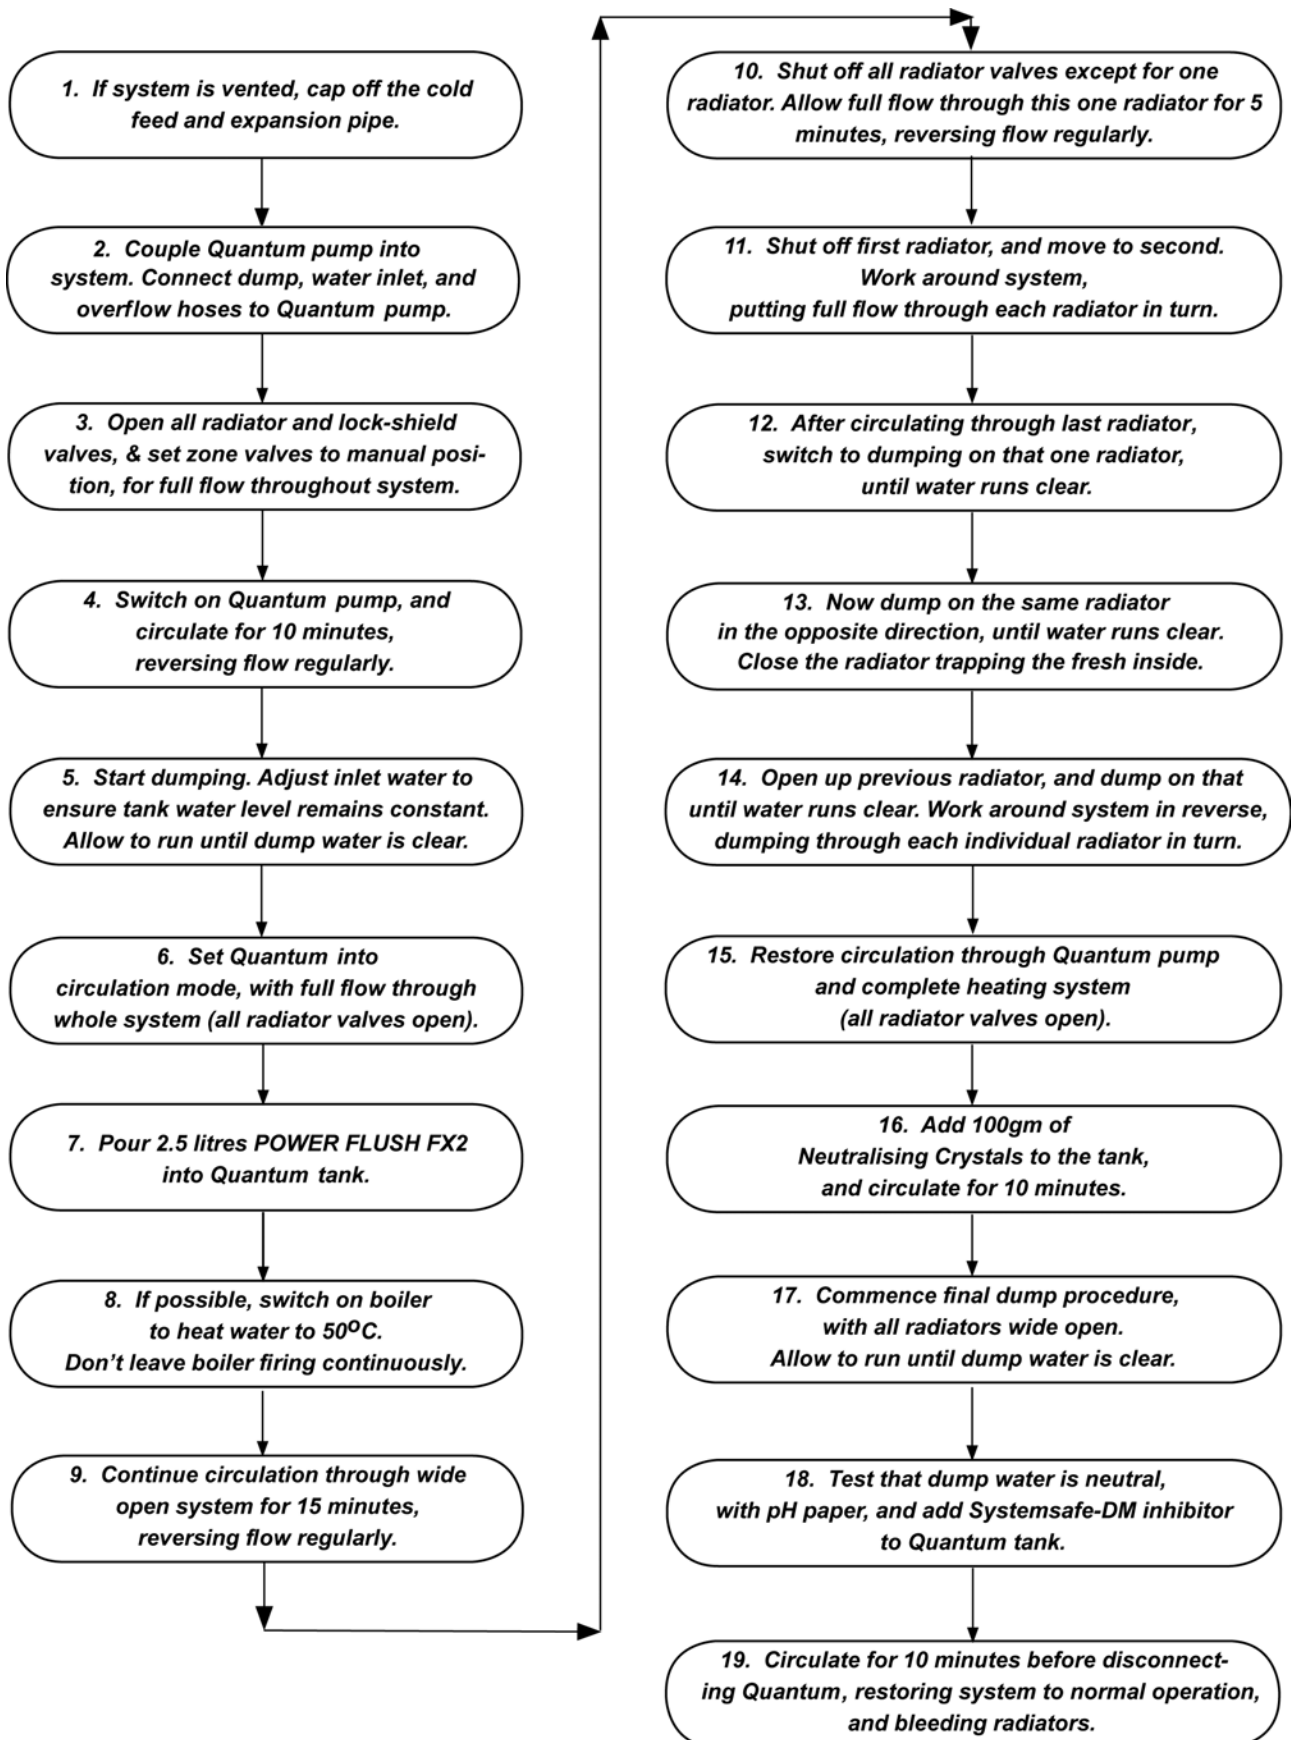 1. If system is vented, cap off the cold
feed and expansion pipe.
2. Couple Quantum pump into
system. Connect dump, water inlet, and
overflow hoses to Quantum pump.
3. Open all radiator and lock-shield
valves, & set zone valves to manual posi-
tion, for full flow throughout system.
4. Switch on Quantum pump, and
circulate for 10 minutes,
reversing flow regularly.
5. Start dumping. Adjust inlet water to
ensure tank water level remains constant.
Allow to run until dump water is clear.
6. Set Quantum into
circulation mode, with full flow through
whole system (all radiator valves open).
7. Pour 2.5 litres POWER FLUSH FX2
into Quantum tank.
8. If possible, switch on boiler
to heat water to 50ºC.
Don't leave boiler firing continuously.
9. Continue circulation through wide
open system for 15 minutes,
reversing flow regularly.
10. Shut off all radiator valves except for one
radiator. Allow full flow through this one radiator for 5
minutes, reversing flow regularly.
11. Shut off first radiator, and move to second.
Work around system,
putting full flow through each radiator in turn.
12. After circulating through last radiator,
switch to dumping on that one radiator,
until water runs clear.
13. Now dump on the same radiator
in the opposite direction, until water runs clear.
Close the radiator trapping the fresh inside.
14. Open up previous radiator, and dump on that
until water runs clear. Work around system in reverse,
dumping through each individual radiator in turn.
15. Restore circulation through Quantum pump
and complete heating system
(all radiator valves open).
16. Add 100gm of
Neutralising Crystals to the tank,
and circulate for 10 minutes.
17. Commence final dump procedure,
with all radiators wide open.
Allow to run until dump water is clear.
18. Test that dump water is neutral,
with pH paper, and add Systemsafe-DM inhibitor
to Quantum tank.
19. Circulate for 10 minutes before disconnect-
ing Quantum, restoring system to normal operation,
and bleeding radiators.